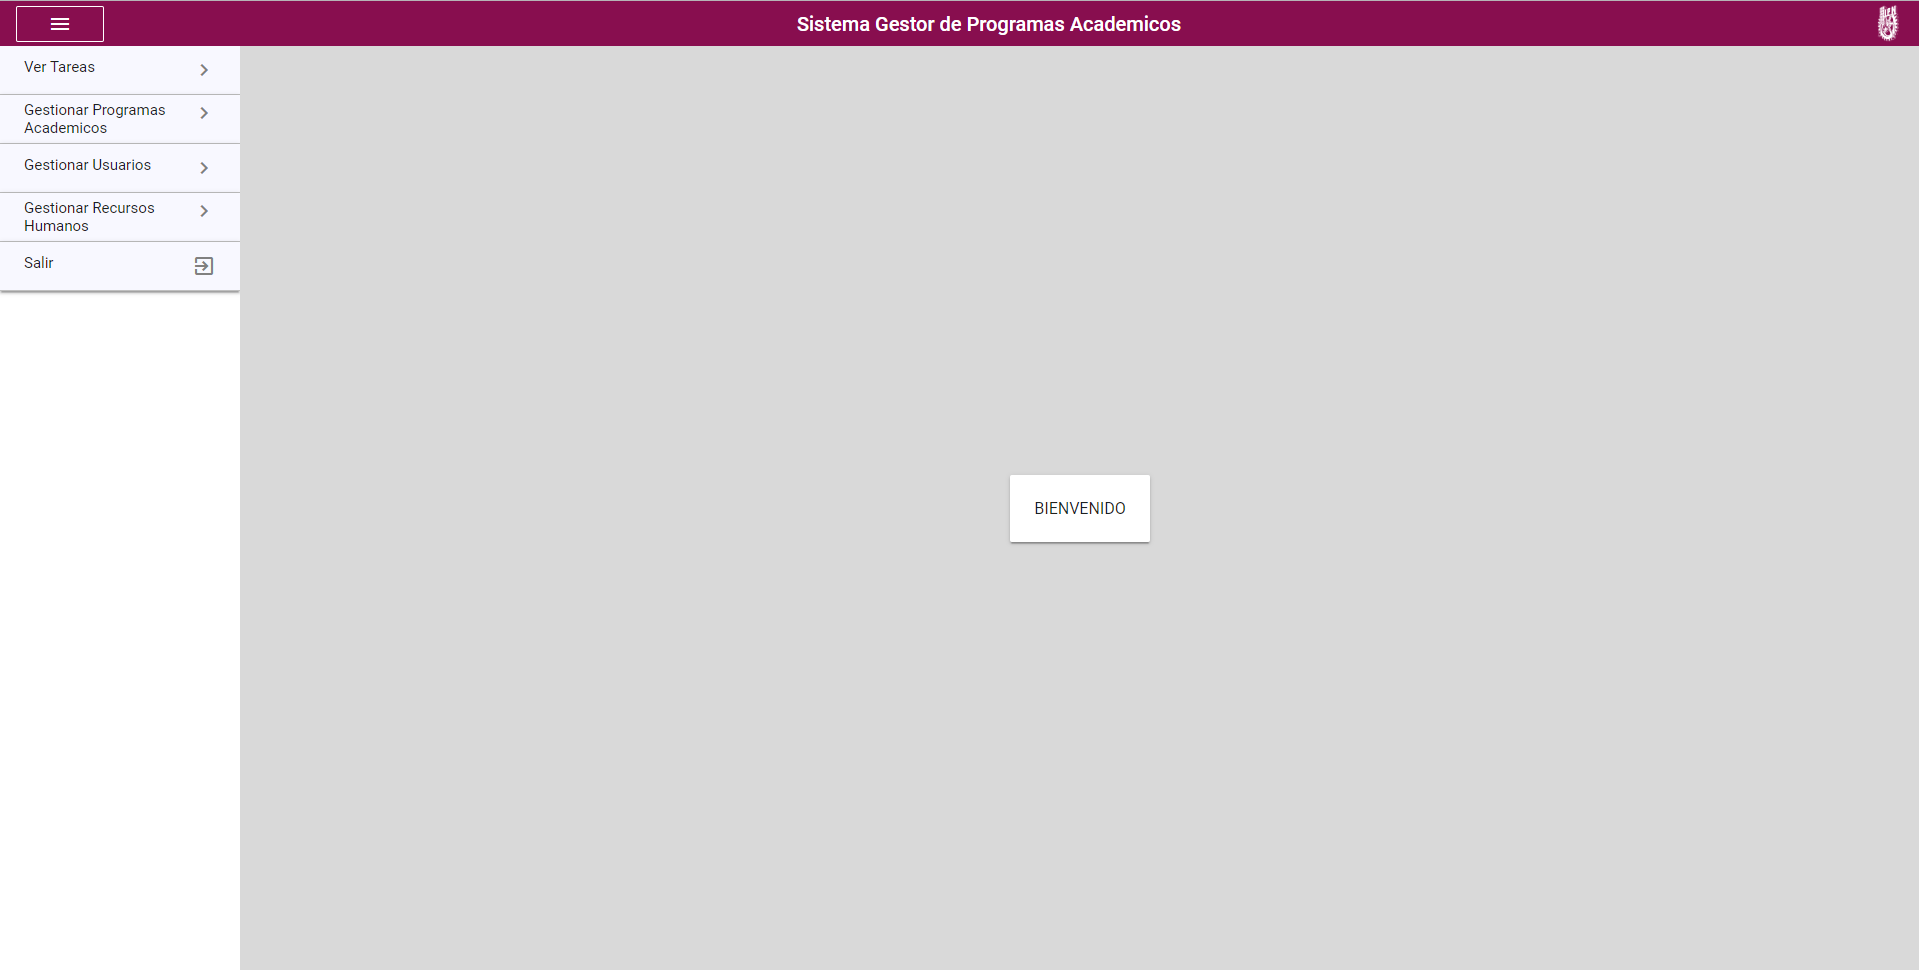 Sistema Gestor de Programas Academicos
Ver Tareas
Gestionar Programas
Academicos
Gestionar Usuarios
Gestionar Recursos
Humanos
Salir
BIENVENIDO